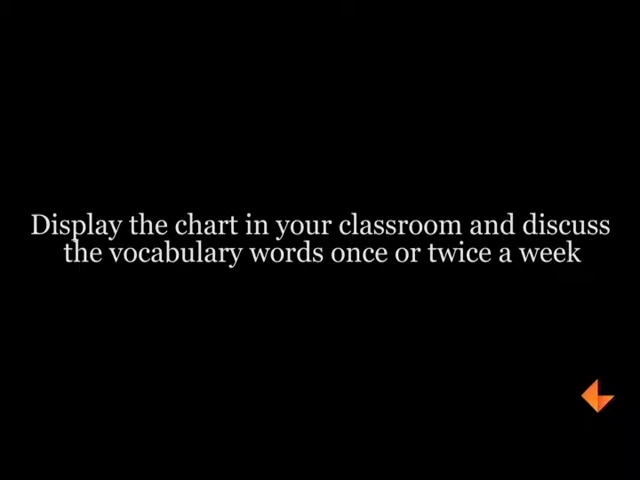 Display the chart in your classroom and discuss
the vocabulary words once or twice a week